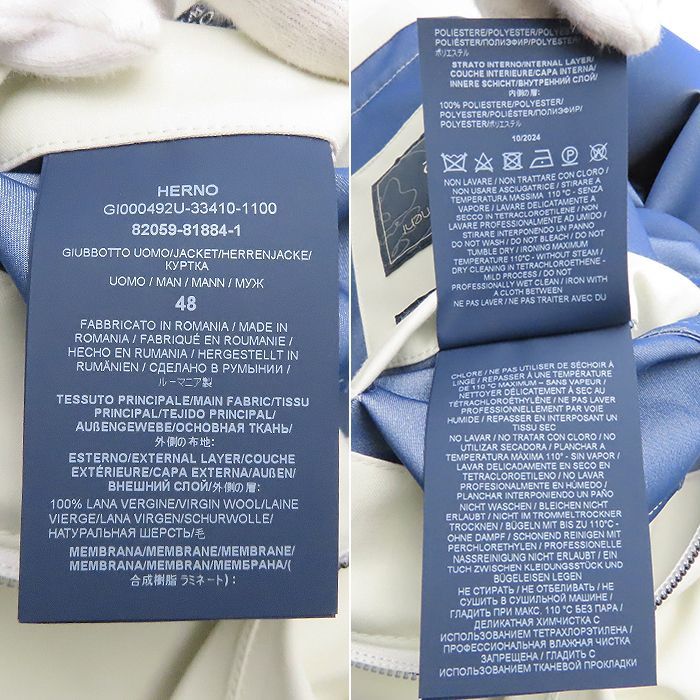 HERNO
GI000492U-33410-1100
82059-81884-1
GIUBBOTTO UOMO/JACKET/HERRENJACKE/
КУРТКА
UOMO / MAN / MANN / МУЖ
48
FABBRICATO IN ROMANIA / MADE IN
ROMANIA / FABRIQUÉ EN ROUMANIE /
HECHO EN RUMANÍA / HERGESTELLT IN
RUMÄNIEN / СДЕЛАНО В РУМЫНИИ /
ルーマニア製
TESSUTO PRINCIPALE/MAIN FABRIC/TISSU
PRINCIPAL/TEJIDO PRINCIPAL/
AUßENGEWEBE/ОСНОВНАЯ ТКАНЬ/
外側の布地:
ESTERNO/EXTERNAL LAYER/COUCHE
EXTÉRIEURE/CAPA EXTERNA/AUßEN/
ВНЕШНИЙ СЛОЙ/外側の層:
100% LANA VERGINE/VIRGIN WOOL/LAINE
VIERGE/LANA VIRGEN/SCHURWOLLE/
НАТУРАЛЬНАЯ ШЕРСТЬ/毛
MEMBRANA/MEMBRANE/MEMBRANE/
MEMBRANA/MEMBRAN/МЕМБРАНА/(
合成樹脂 ラミネート):
POLIESTERE/POLYESTER/POLYESTER/
POLIÉSTER/ПОЛИЭФИР/POLYESTER/
ポリエステル
STRATO INTERNO/INTERNAL LAYER/
COUCHE INTERIEURE/CAPA INTERNA/
INNERE SCHICHT/ВНУТРЕННИЙ СЛОЙ/
内側の層:
100% POLIESTERE/POLYESTER/
POLYESTER/POLIÉSTER/ПОЛИЭФИР/
POLYESTER/ポリエステル
10/2024
NON LAVARE / NON TRATTARE CON CLORO /
NON USARE ASCIUGATRICE / STIRARE A
TEMPERATURA MASSIMA 110 °C - SENZA
VAPORE / LAVARE DELICATAMENTE A
SECCO IN TETRACLOROETILENE / NON
LAVARE PROFESSIONALMENTE AD UMIDO /
STIRARE INTERPONENDO UN PANNO
DO NOT WASH / DO NOT BLEACH / DO NOT
TUMBLE DRY / IRONING MAXIMUM
TEMPERATURE 110°C - WITHOUT STEAM /
DRY CLEANING IN TETRACHLOROETHENE -
MILD PROCESS / DO NOT
PROFESSIONALLY WET CLEAN / IRON WITH
A CLOTH BETWEEN
NE PAS LAVER / NE PAS TRAITER AVEC DU
CHLORE / NE PAS UTILISER DE SÉCHOIR À
LINGE / REPASSER À UNE TEMPÉRATURE
DE 110 °C MAXIMUM – SANS VAPEUR /
NETTOYER DÉLICATEMENT À SEC AU
TÉTRACHLOROÉTHYLÈNE / NE PAS LAVER
PROFESSIONNELLEMENT PAR VOIE
HUMIDE / REPASSER EN INTERPOSANT UN
TISSU SEC
NO LAVAR / NO TRATAR CON CLORO / NO
UTILIZAR SECADORA / PLANCHAR A
TEMPERATURA MÁXIMA 110° - SIN VAPOR /
LAVAR DELICADAMENTE EN SECO EN
TETRACLOROETILENO / NO LAVAR
PROFESIONALMENTE EN HÚMEDO /
PLANCHAR INTERPONIENDO UN PAÑO
NICHT WASCHEN / BLEICHEN NICHT
ERLAUBT / NICHT IM TROMMELTROCKNER
TROCKNEN / BÜGELN MIT BIS ZU 110°C-
OHNE DAMPF / SCHONEND REINIGEN MIT
PERCHLORETHYLEN / PROFESSIONELLE
NASSREINIGUNG NICHT ERLAUBT / EIN
TUCH ZWISCHEN KLEIDUNGSSTÜCK UND
BÜGELEISEN LEGEN
НЕ СТИРАТЬ / НЕ ОТБЕЛИВАТЬ / НЕ
СУШИТЬ В СУШИЛЬНОЙ МАШИНЕ /
ГЛАДИТЬ ПРИ МАКС. 110 °C БЕЗ ПАРА /
ДЕЛИКАТНАЯ ХИМЧИСТКА С
ИСПОЛЬЗОВАНИЕМ ТЕТРАХЛОРЭТИЛЕНА /
ПРОФЕССИОНАЛЬНАЯ ВЛАЖНАЯ ЧИСТКА
ЗАПРЕЩЕНА / ГЛАДИТЬ С
ИСПОЛЬЗОВАНИЕМ ТКАНЕВОЙ ПРОКЛАДКИ